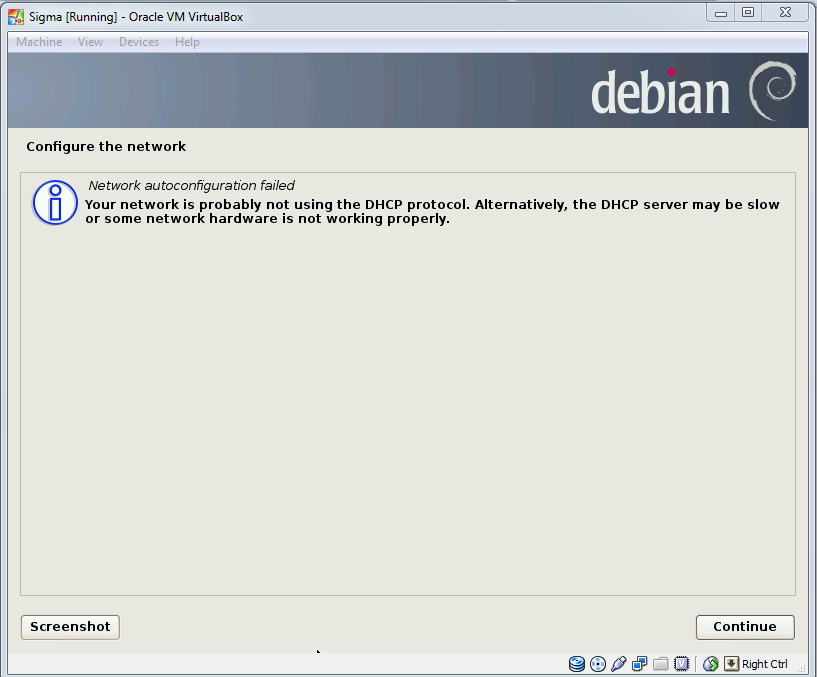 Sigma [Running] - Oracle VM VirtualBox
Machine View Devices Help
debian
Configure the network
Network autoconfiguration failed
Your network is probably not using the DHCP protocol. Alternatively, the DHCP server may be slow
or some network hardware is not working properly.
Screenshot Continue
Right Ctrl